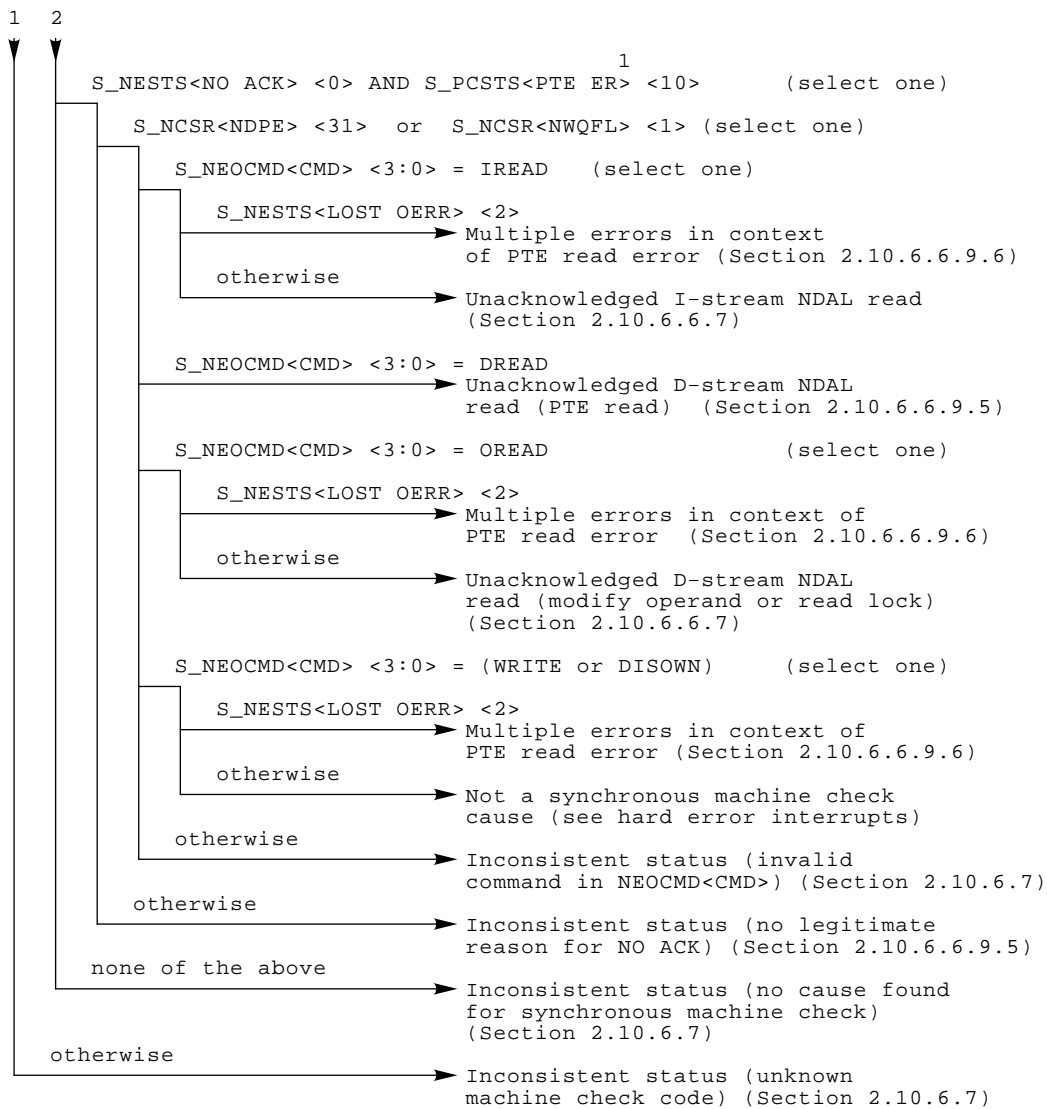 1 2
1
S_NESTS<NO ACK> <0> AND S_PCSTS<PTE ER> <10> (select one)
S_NCSR<NDPE> <31> or S_NCSR<NWQFL> <1> (select one)
S_NEOCMD<CMD> <3:0> = IREAD (select one)
S_NESTS<LOST OERR> <2>
Multiple errors in context
of PTE read error (Section 2.10.6.6.9.6)
otherwise
Unacknowledged I-stream NDAL read
(Section 2.10.6.6.7)
S_NEOCMD<CMD> <3:0> = DREAD
Unacknowledged D-stream NDAL
read (PTE read) (Section 2.10.6.6.9.5)
S_NEOCMD<CMD> <3:0> = OREAD (select one)
S_NESTS<LOST OERR> <2>
Multiple errors in context of
PTE read error (Section 2.10.6.6.9.6)
otherwise
Unacknowledged D-stream NDAL
read (modify operand or read lock)
(Section 2.10.6.6.7)
S_NEOCMD<CMD> <3:0> = (WRITE or DISOWN) (select one)
S_NESTS<LOST OERR> <2>
Multiple errors in context of
PTE read error (Section 2.10.6.6.9.6)
otherwise
Not a synchronous machine check
cause (see hard error interrupts)
otherwise
Inconsistent status (invalid
command in NEOCMD<CMD>) (Section 2.10.6.7)
otherwise
Inconsistent status (no legitimate
reason for NO ACK) (Section 2.10.6.6.9.5)
none of the above
Inconsistent status (no cause found
for synchronous machine check)
(Section 2.10.6.7)
otherwise
Inconsistent status (unknown
machine check code) (Section 2.10.6.7)